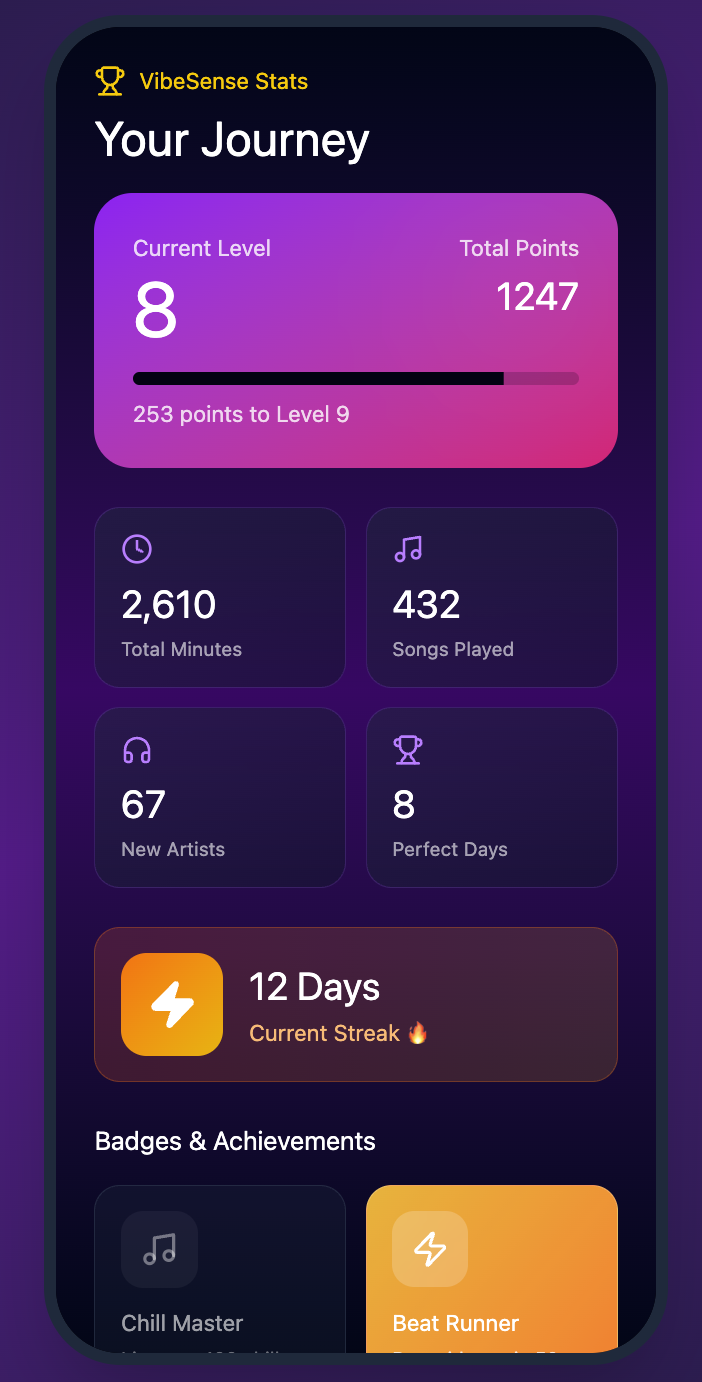 VibeSense Stats
Your Journey
Current Level
Total Points
8
1247
253 points to Level 9
2,610
Total Minutes
432
Songs Played
67
New Artists
8
Perfect Days
12 Days
Current Streak 🔥
Badges & Achievements
Chill Master
Beat Runner